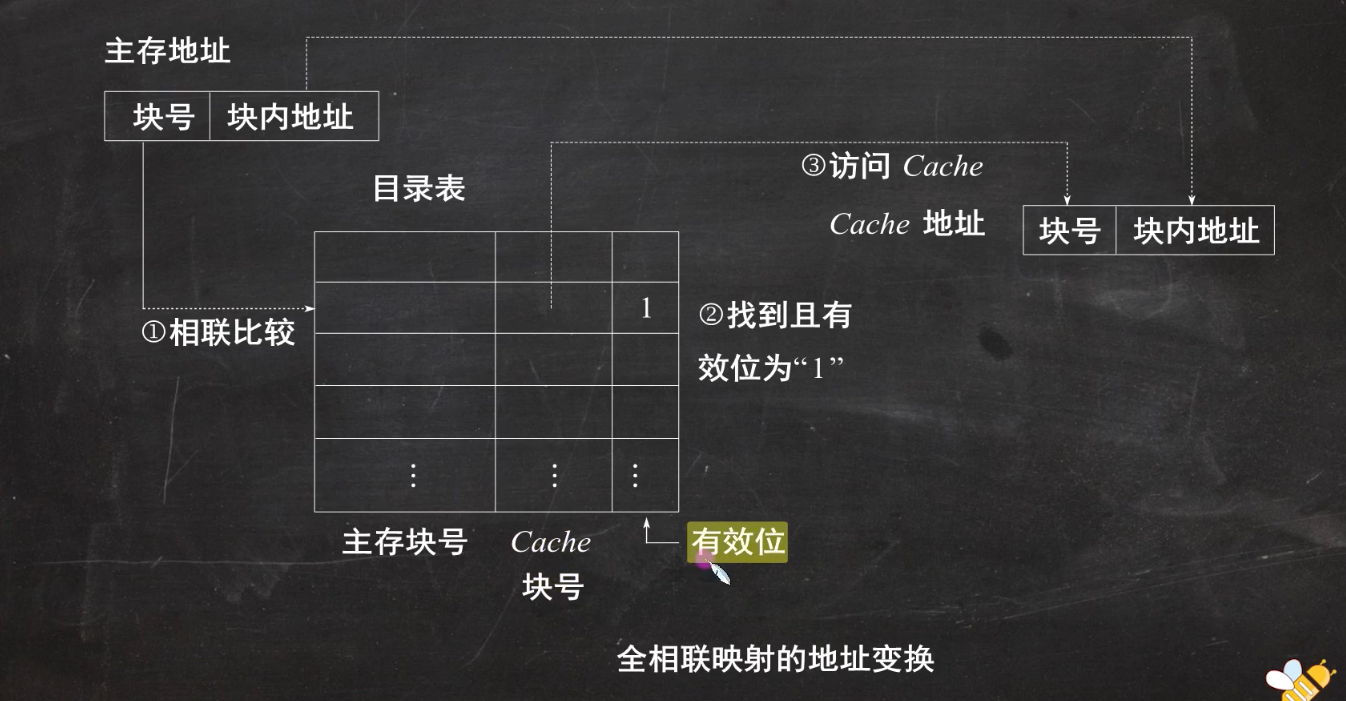 主存地址
块号 块内地址
③访问 Cache
目录表
Cache 地址 块号 块内地址
1 ②找到且有
①相联比较
效位为“1”
⋮ ⋮ ⋮
主存块号 Cache 有效位
块号
全相联映射的地址变换